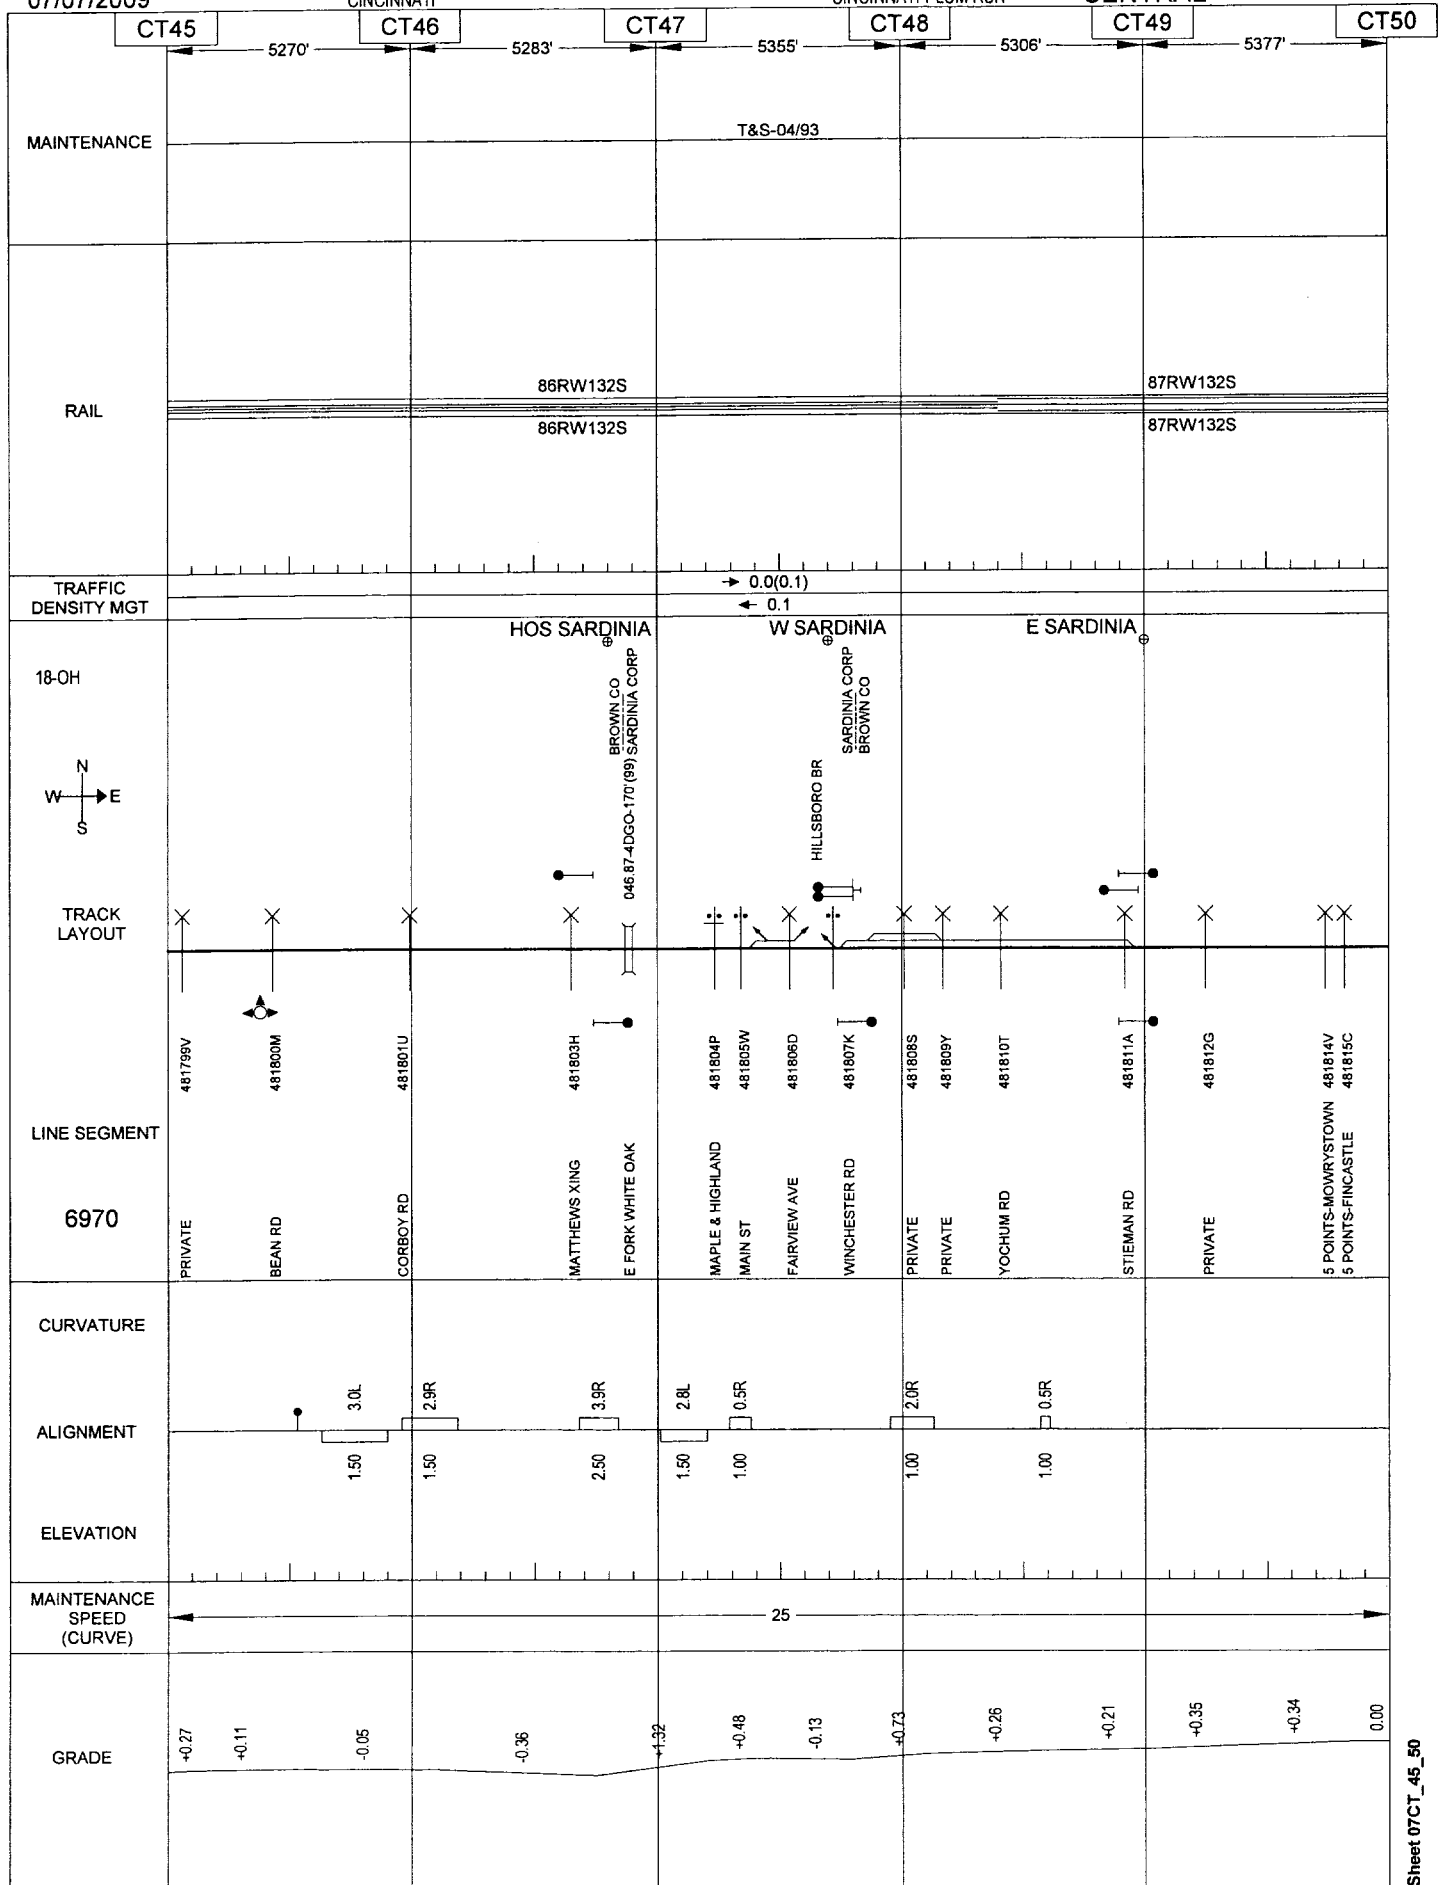 07/07/2009
CINCINNATI
CENTRAL
CT45 CT46 CT47 CT48 CT49 CT50
5270' 5283' 5355' 5306' 5377'
MAINTENANCE
T&S-04/93
RAIL
86RW132S 87RW132S
86RW132S 87RW132S
TRAFFIC
DENSITY MGT
0.0(0.1)
0.1
HOS SARDINIA W SARDINIA E SARDINIA
18-OH
N
W E
S
BROWN CO
046.87-4DGO-170'(99) SARDINIA CORP
HILLSBORO BR
SARDINIA CORP
BROWN CO
TRACK
LAYOUT
481799V 481800M 481801U 481803H 481804P 481805W 481806D 481807K 481808S 481809Y 481810T 481811A 481812G 481814V 481815C
LINE SEGMENT
6970
PRIVATE
BEAN RD
CORBOY RD
MATTHEWS XING
E FORK WHITE OAK
MAPLE & HIGHLAND
MAIN ST
FAIRVIEW AVE
WINCHESTER RD
PRIVATE
PRIVATE
YOCHUM RD
STIEMAN RD
PRIVATE
5 POINTS-MOWRYSTOWN
5 POINTS-FINCASTLE
CURVATURE
3.0L 2.9R 3.9R 2.8L 0.5R 2.0R 0.5R
ALIGNMENT
1.50 1.50 2.50 1.50 1.00 1.00 1.00
ELEVATION
MAINTENANCE
SPEED
(CURVE)
25
GRADE
+0.27 +0.11 -0.05 -0.36 +1.32 +0.48 -0.13 +0.73 +0.26 +0.21 +0.35 +0.34 0.00
Sheet 07CT_45_50